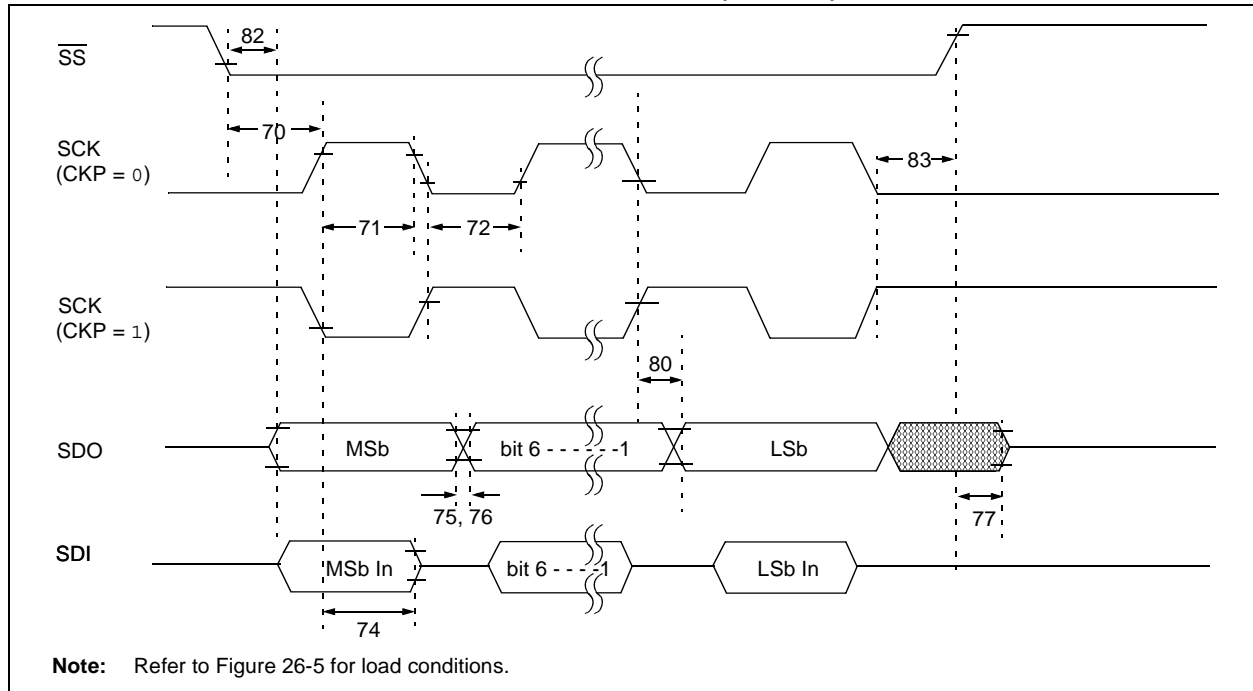 SS
82
70
SCK
(CKP = 0)
83
71
72
SCK
(CKP = 1)
80
SDO
MSb
bit 6 - - - - - -1
LSb
75, 76
77
SDI
MSb In
bit 6 - - - -1
LSb In
74
Note: Refer to Figure 26-5 for load conditions.